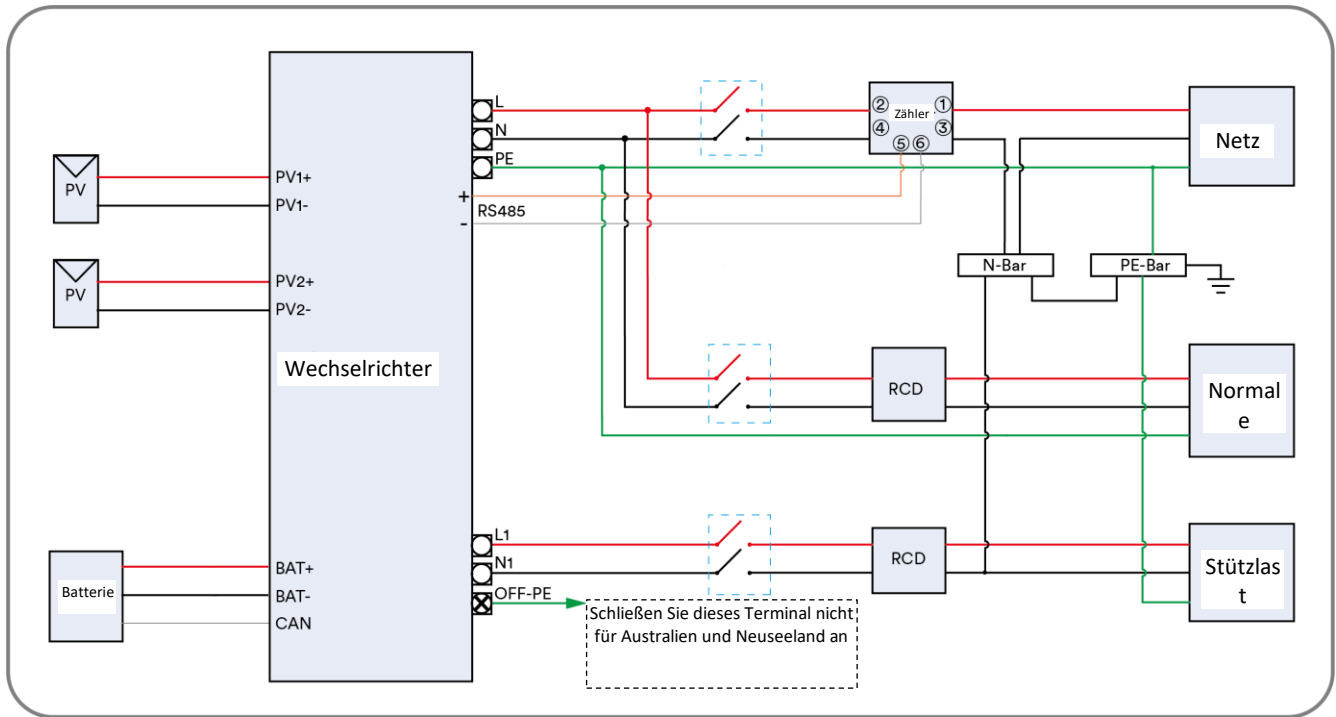 L
N
PE
+
RS485
-
② Zähler ①
④ ③
⑤ ⑥
Netz
PV
PV1+
PV1-
PV
PV2+
PV2-
Wechselrichter
N-Bar
PE-Bar
RCD
Normal
e
L1
N1
OFF-PE
RCD
Stützlas
t
Batterie
BAT+
BAT-
CAN
Schließen Sie dieses Terminal nicht
für Australien und Neuseeland an